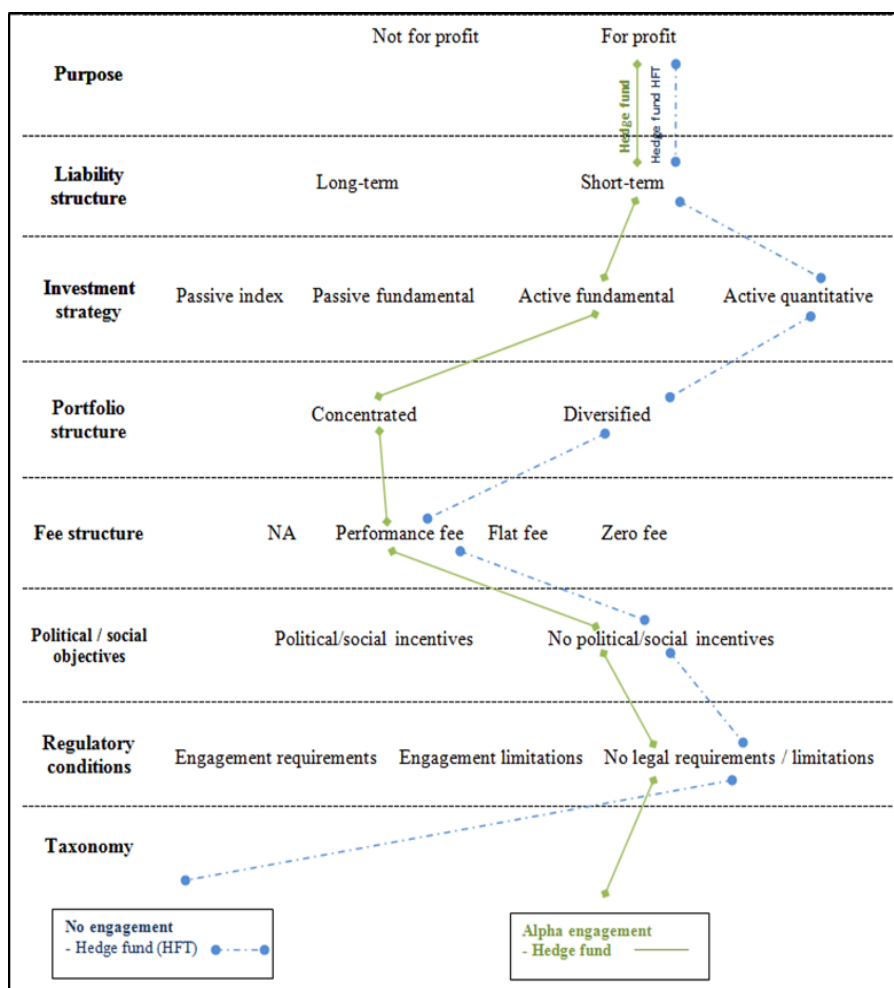 Not for profit For profit
Purpose
Hedge fund
Hedge fund HFT
Liability
structure
Long-term Short-term
Investment
strategy
Passive index Passive fundamental Active fundamental Active quantitative
Portfolio
structure
Concentrated Diversified
Fee structure NA Performance fee Flat fee Zero fee
Political / social
objectives
Political/social incentives No political/social incentives
Regulatory
conditions
Engagement requirements Engagement limitations No legal requirements / limitations
Taxonomy
No engagement
- Hedge fund (HFT)
Alpha engagement
- Hedge fund